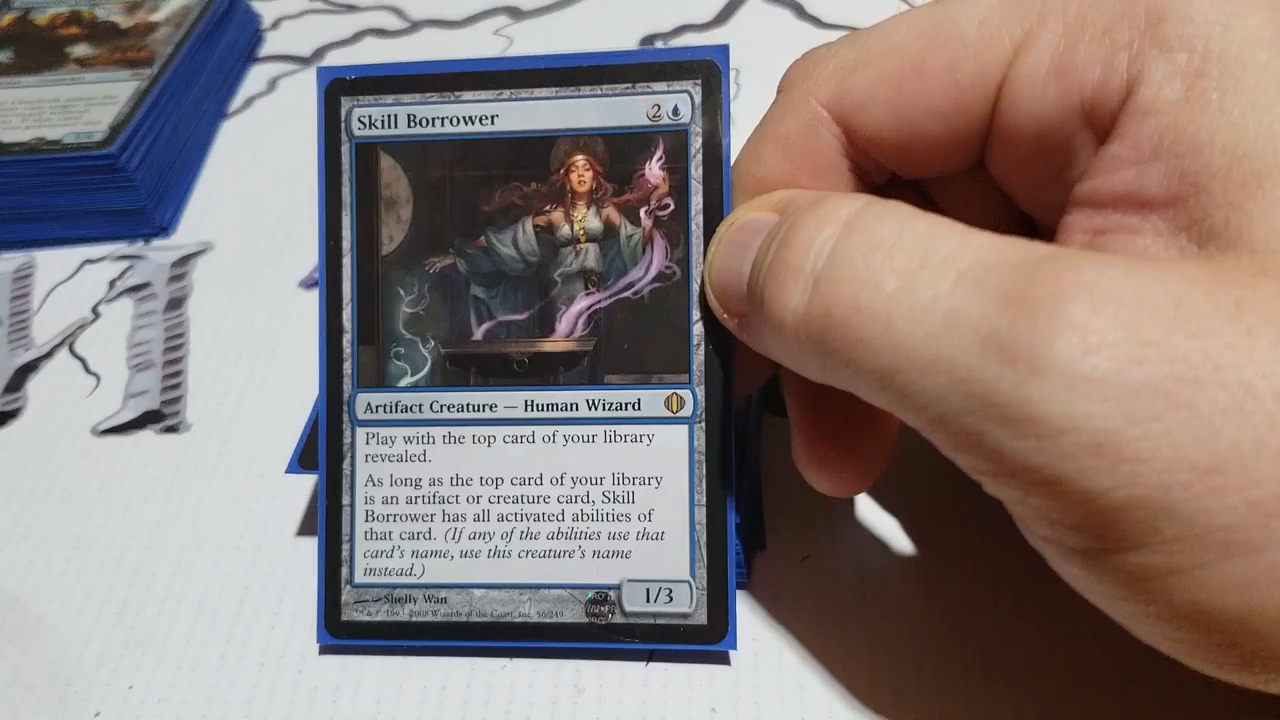 Skill Borrower
2
Artifact Creature — Human Wizard
Play with the top card of your library
revealed.
As long as the top card of your library
is an artifact or creature card, Skill
Borrower has all activated abilities of
that card. (If any of the abilities use that
card's name, use this creature's name
instead.)
1/3
Shelly Wan
1993–2008 Wizards of the Coast, Inc. 56/249